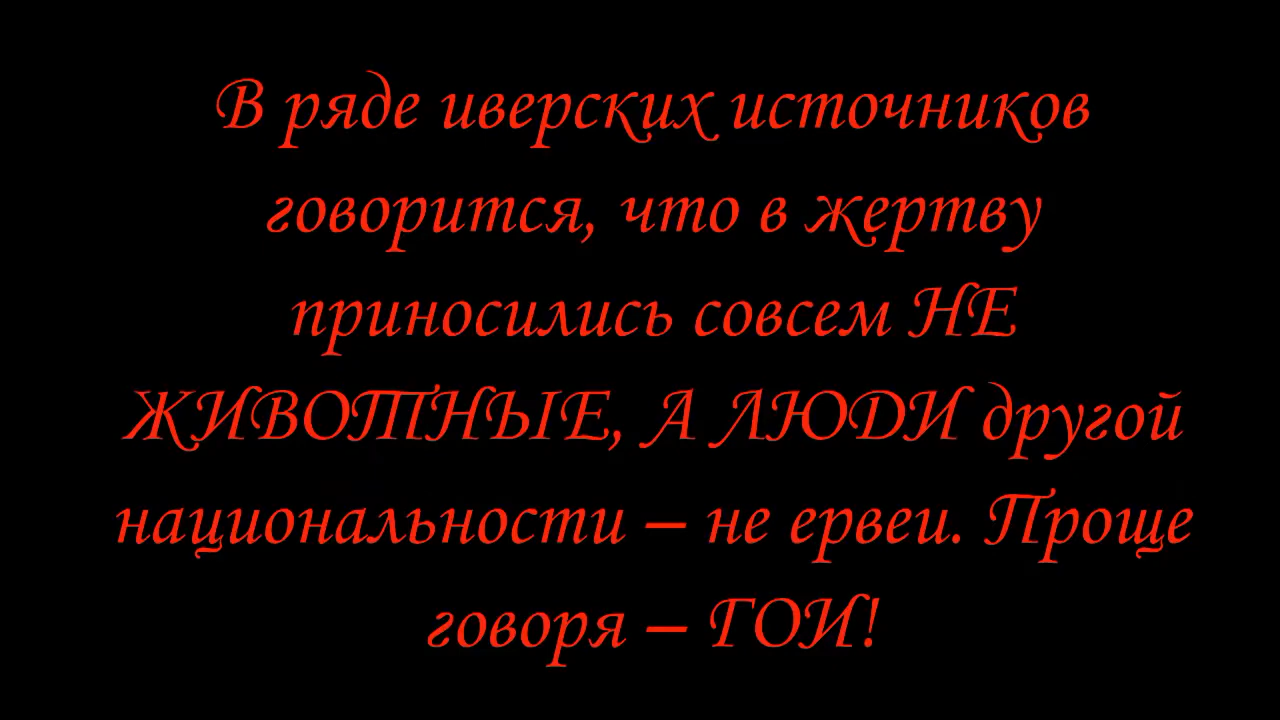 В ряде иверских источников
говорится, что в жертву
приносились совсем НЕ
ЖИВОТНЫЕ, А ЛЮДИ другой
национальности – не ервеи. Проще
говоря – ГОИ!